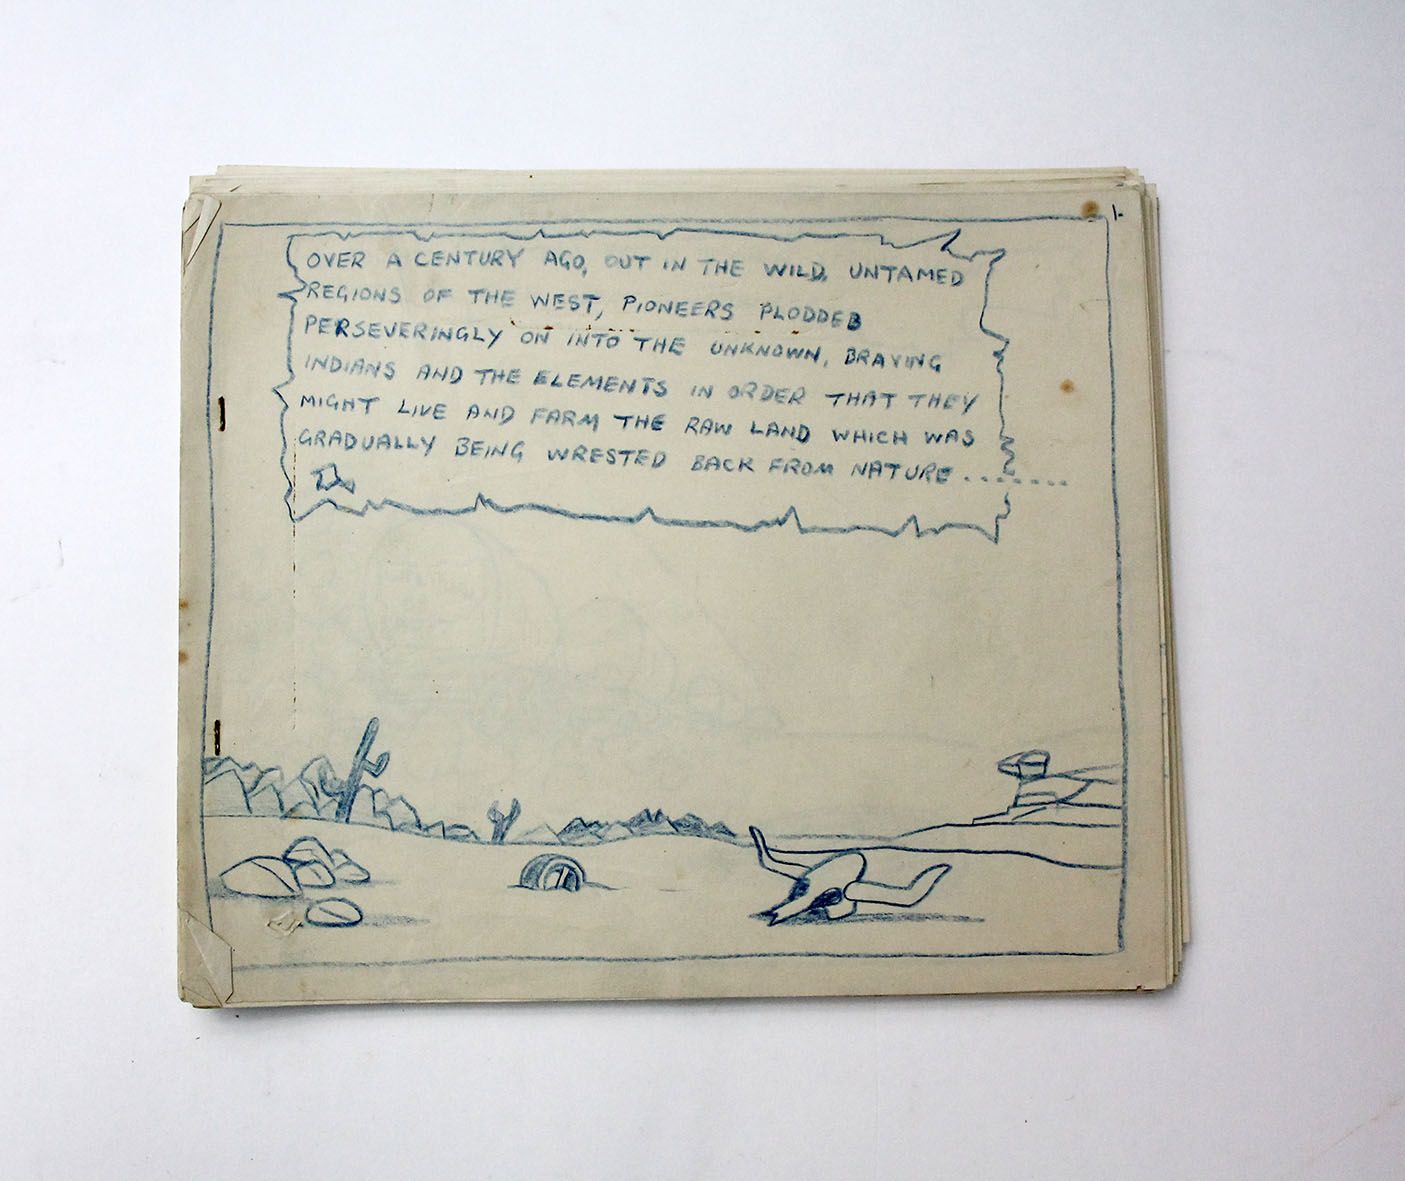 1.
OVER A CENTURY AGO, OUT IN THE WILD, UNTAMED
REGIONS OF THE WEST, PIONEERS PLODDED
PERSEVERINGLY ON INTO THE UNKNOWN, BRAVING
INDIANS AND THE ELEMENTS IN ORDER THAT THEY
MIGHT LIVE AND FARM THE RAW LAND WHICH WAS
GRADUALLY BEING WRESTED BACK FROM NATURE ........